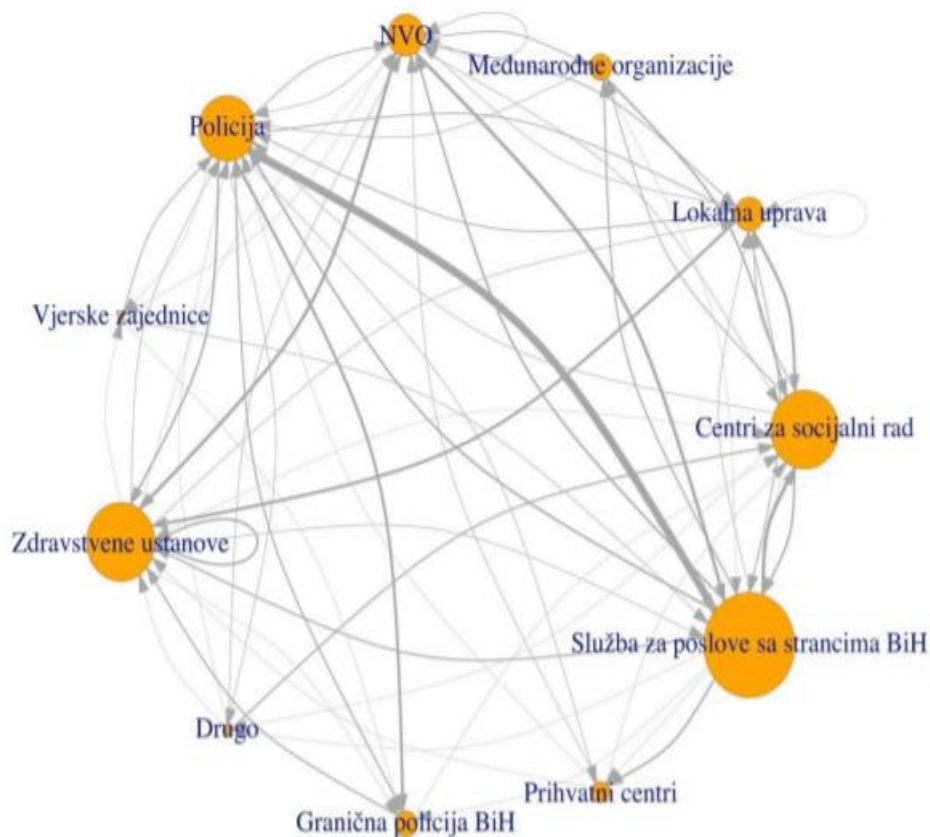 NVO
Međunarodne organizacije
Policija
Lokalna uprava
Vjerske zajednice
Centri za socijalni rad
Zdravstvene ustanove
Služba za poslove sa strancima BiH
Drugo
Prihvatni centri
Granična policija BiH